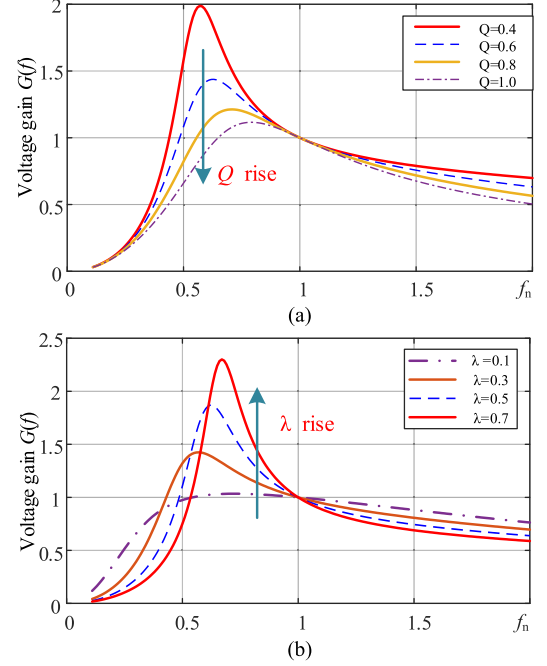 2
1.5
1
0.5
0
Voltage gain G(f)
Q=0.4
Q=0.6
Q=0.8
Q=1.0
Q rise
0 0.5 1 1.5 fn
(a)
2.5
2
1.5
1
0.5
0
Voltage gain G(f)
λ =0.1
λ=0.3
λ=0.5
λ=0.7
λ rise
0 0.5 1 1.5 fn
(b)